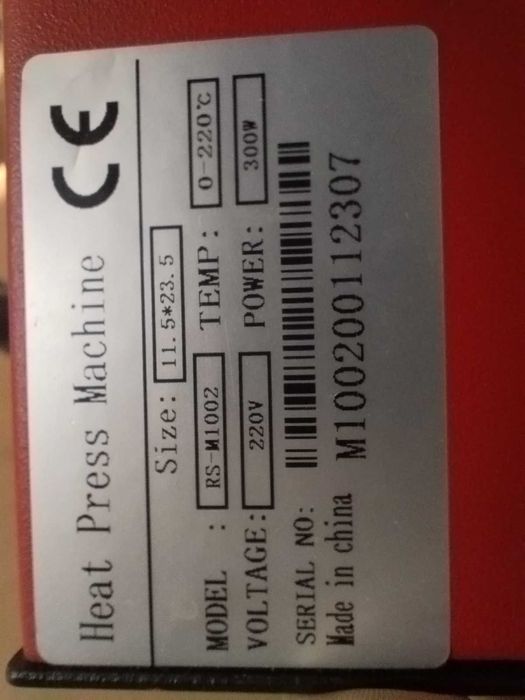 Heat Press Machine CE
Size: 11.5*23.5
MODEL : RS-M1002 TEMP: 0-220℃
VOLTAGE: 220V POWER: 300W
SERIAL NO:
Made in china M100200112307